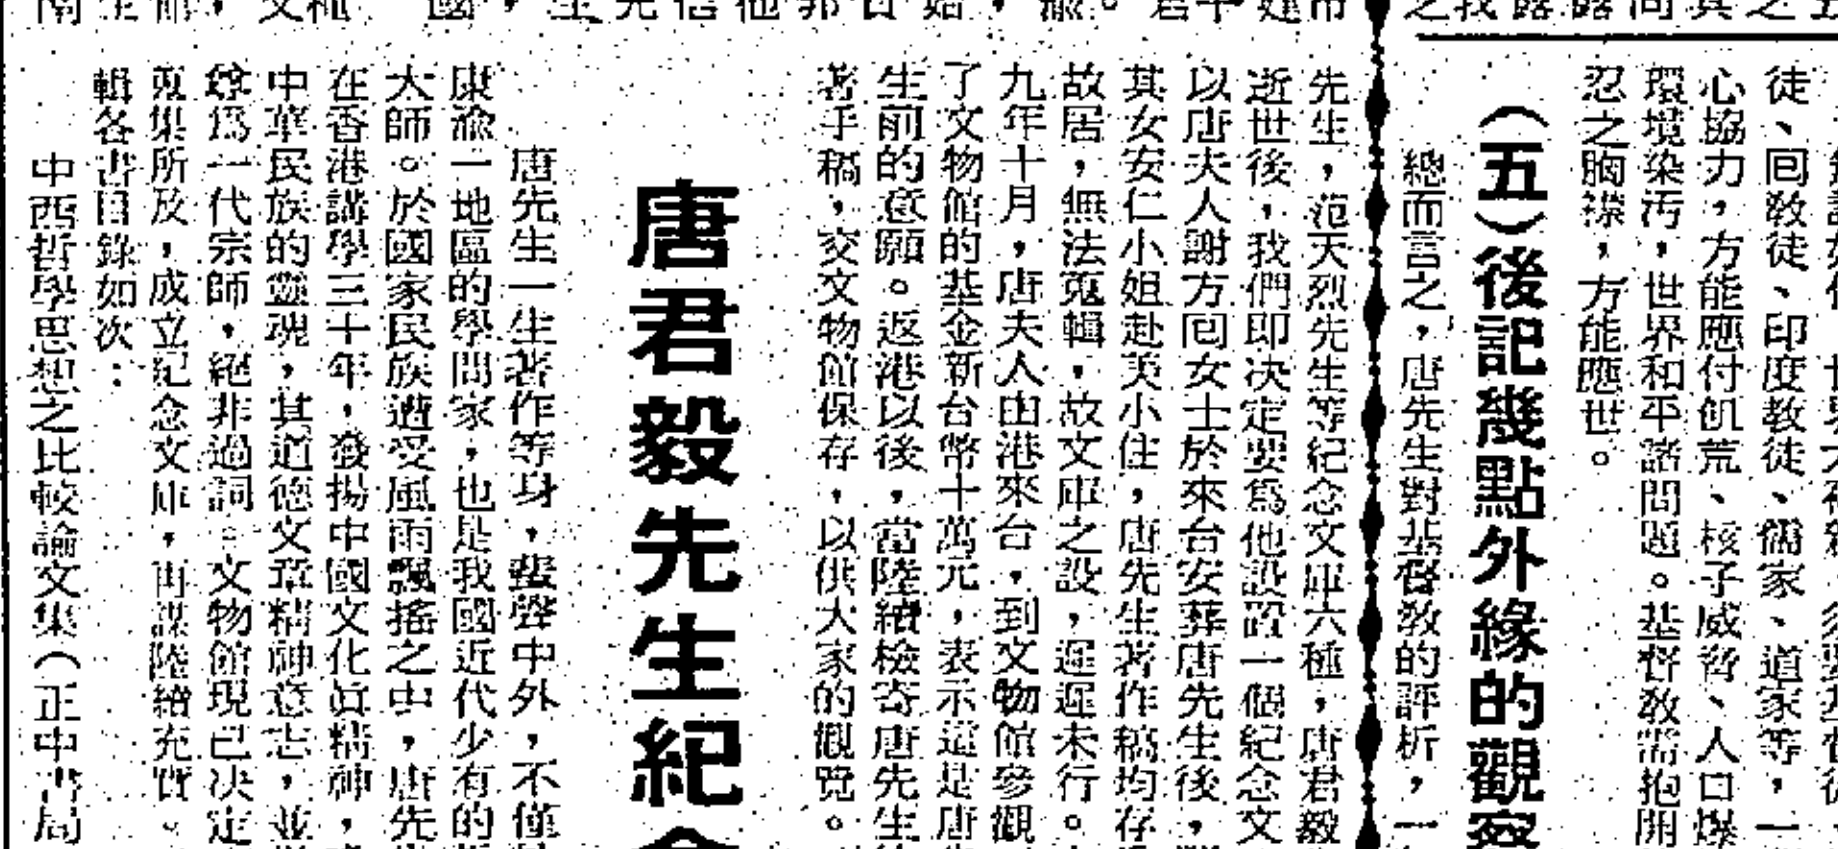 徒、回敎徒、印度敎徒、儒家、道家等，一
心協力，方能應付飢荒、核子威脅、人口爆
環境染汚，世界和平諮問題。基督敎需抱開
忍之胸襟，方能應世。
（五）後記幾點外緣的觀察
總而言之，唐先生對基督敎的評析，一
先生，范天烈先生等紀念文庫六種，唐君毅
逝世後，我們即决定要爲他設置一個紀念文
以唐夫人謝方回女士於來台安葬唐先生後，
其女安仁小姐赴美小住，唐先生著作稿均存
故居，無法蒐輯，故文庫之設，遲遲未行。
九年十月，唐夫人由港來台，到文物館參觀
了文物館的基金新台幣十萬元，表示這是唐
生前的意願。返港以後，當陸續檢寄唐先生
著手稿，交文物館保存，以供大家的觀覽。
唐君毅先生紀念
唐先生一生著作等身，蜚聲中外，不僅
康渝一地區的學問家，也是我國近代少有的
大師。於國家民族遭受風雨飄搖之中，唐先
在香港講學三十年，發揚中國文化眞精神，
中華民族的靈魂，其道德文章精神意志，並
尊爲一代宗師，絕非過詞。文物館現已决定
蒐集所及，成立紀念文庫，再謀陸續充實。
輯各書目錄如次：
中西哲學思想之比較論文集（正中書局